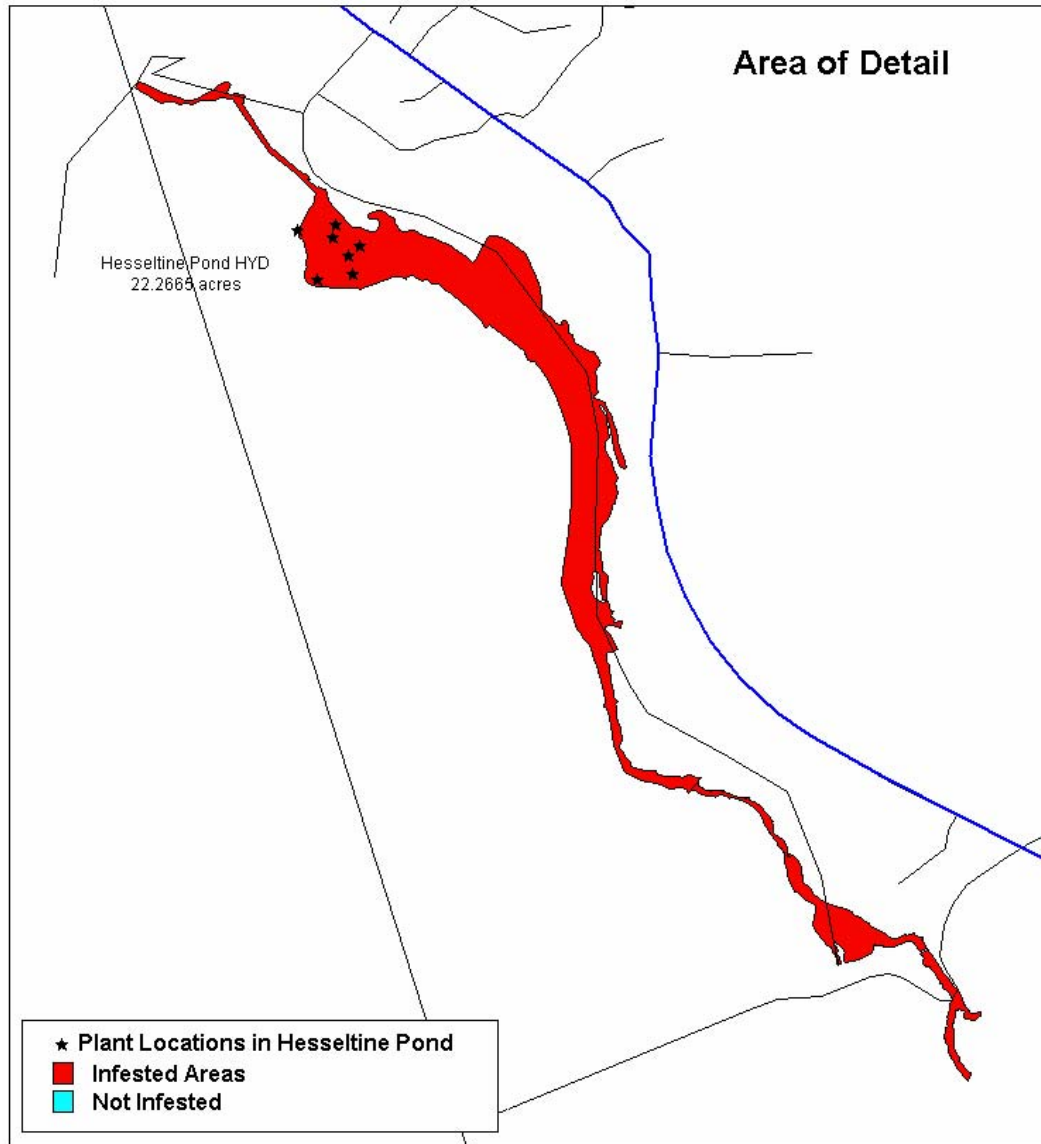 Area of Detail
Hesseltine Pond HYD
22.2665 acres
Plant Locations in Hesseltine Pond
Infested Areas
Not Infested